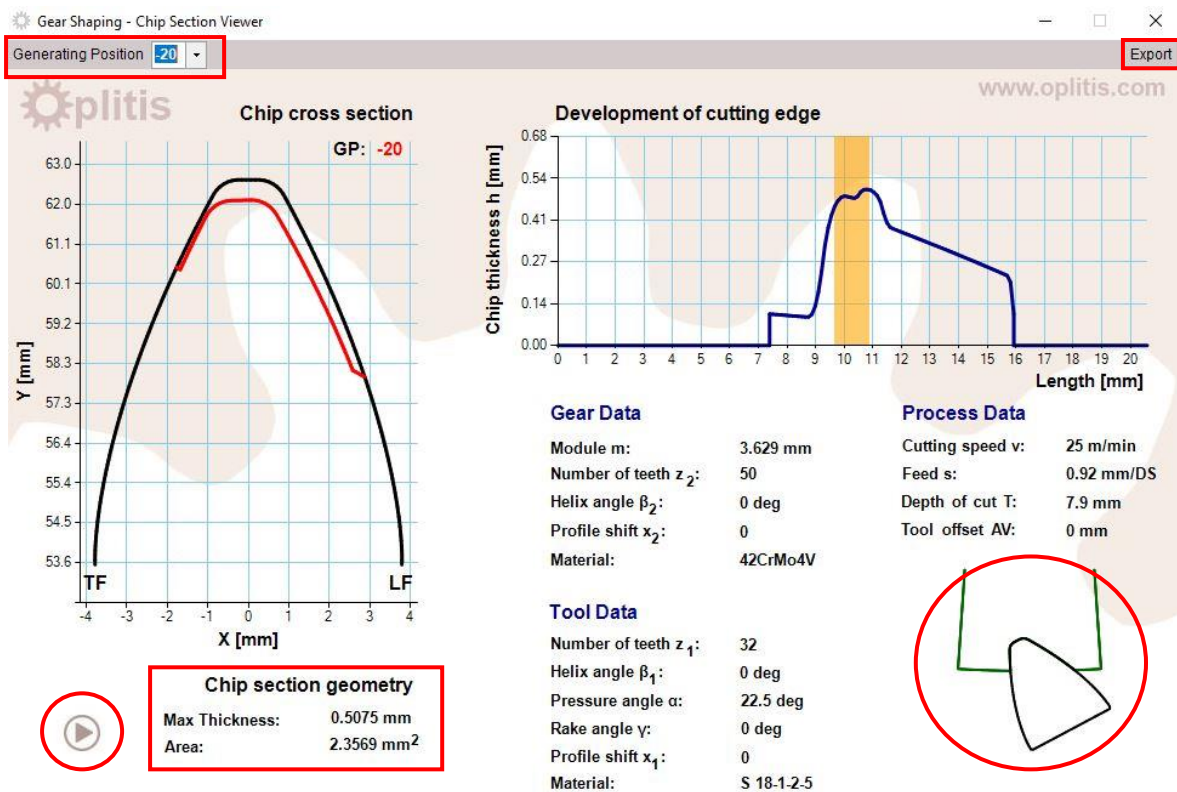 Gear Shaping - Chip Section Viewer
Generating Position -20
Export
Oplitis
www.oplitis.com
Chip cross section
GP: -20
63.0
62.0
61.1
60.1
59.2
58.3
57.3
56.4
55.4
54.5
53.6
Y [mm]
TF LF
-4 -3 -2 -1 0 1 2 3 4
X [mm]
Development of cutting edge
0.68
0.54
0.41
0.27
0.14
0.00
Chip thickness h [mm]
0 1 2 3 4 5 6 7 8 9 10 11 12 13 14 15 16 17 18 19 20
Length [mm]
Gear Data
Module m: 3.629 mm
Number of teeth z2: 50
Helix angle β2: 0 deg
Profile shift x2: 0
Material: 42CrMo4V
Process Data
Cutting speed v: 25 m/min
Feed s: 0.92 mm/DS
Depth of cut T: 7.9 mm
Tool offset AV: 0 mm
Tool Data
Number of teeth z1: 32
Helix angle β1: 0 deg
Pressure angle α: 22.5 deg
Rake angle γ: 0 deg
Profile shift x1: 0
Material: S 18-1-2-5
Chip section geometry
Max Thickness: 0.5075 mm
Area: 2.3569 mm2